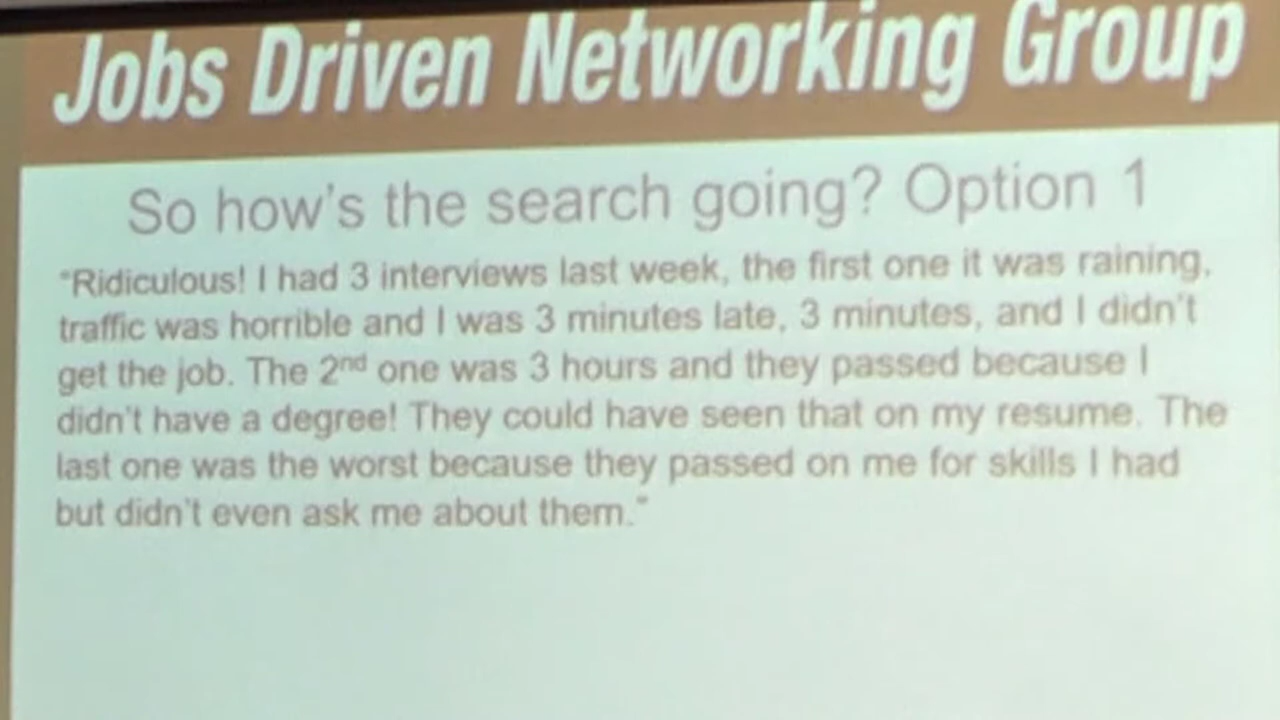 Jobs Driven Networking Group
So how's the search going? Option 1
"Ridiculous! I had 3 interviews last week, the first one it was raining,
traffic was horrible and I was 3 minutes late, 3 minutes, and I didn't
get the job. The 2nd one was 3 hours and they passed because I
didn't have a degree! They could have seen that on my resume. The
last one was the worst because they passed on me for skills I had
but didn't even ask me about them."